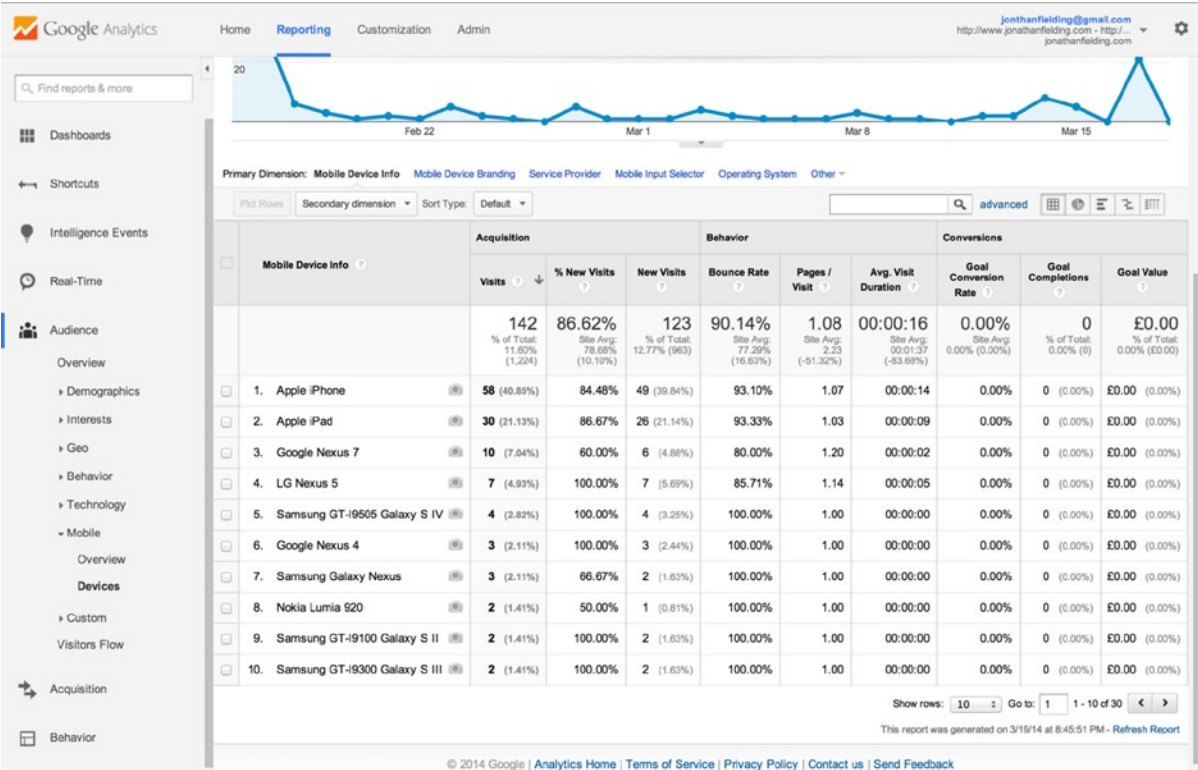 Google Analytics
Home Reporting Customization Admin
jonthanfielding@gmail.com
http://www.jonathanfielding.com - http:/...
jonathanfielding.com
Find reports & more
Dashboards
Shortcuts
Intelligence Events
Real-Time
Audience
Overview
Demographics
Interests
Geo
Behavior
Technology
Mobile
Overview
Devices
Custom
Visitors Flow
Acquisition
Behavior
20
Feb 22 Mar 1 Mar 8 Mar 15
Primary Dimension: Mobile Device Info Mobile Device Branding Service Provider Mobile Input Selector Operating System Other
Plot Rows Secondary dimension Sort Type: Default advanced
Acquisition Behavior Conversions
Mobile Device Info ? Visits ? % New Visits ? New Visits ? Bounce Rate ? Pages / Visit ? Avg. Visit Duration ? Goal Conversion Rate ? Goal Completions ? Goal Value ?
142 86.62% 123 90.14% 1.08 00:00:16 0.00% 0 £0.00
% of Total: Site Avg: % of Total: Site Avg: Site Avg: Site Avg: Site Avg: % of Total: % of Total:
11.60% 78.68% 12.77% (963) 77.29% 2.23 00:01:37 0.00% (0.00%) 0.00% (0) 0.00% (£0.00)
(1,224) (10.10%) (16.63%) (-51.32%) (-83.68%)
1. Apple iPhone 58 (40.85%) 84.48% 49 (39.84%) 93.10% 1.07 00:00:14 0.00% 0 (0.00%) £0.00 (0.00%)
2. Apple iPad 30 (21.13%) 86.67% 26 (21.14%) 93.33% 1.03 00:00:09 0.00% 0 (0.00%) £0.00 (0.00%)
3. Google Nexus 7 10 (7.04%) 60.00% 6 (4.88%) 80.00% 1.20 00:00:02 0.00% 0 (0.00%) £0.00 (0.00%)
4. LG Nexus 5 7 (4.93%) 100.00% 7 (5.69%) 85.71% 1.14 00:00:05 0.00% 0 (0.00%) £0.00 (0.00%)
5. Samsung GT-I9505 Galaxy S IV 4 (2.82%) 100.00% 4 (3.25%) 100.00% 1.00 00:00:00 0.00% 0 (0.00%) £0.00 (0.00%)
6. Google Nexus 4 3 (2.11%) 100.00% 3 (2.44%) 100.00% 1.00 00:00:00 0.00% 0 (0.00%) £0.00 (0.00%)
7. Samsung Galaxy Nexus 3 (2.11%) 66.67% 2 (1.63%) 100.00% 1.00 00:00:00 0.00% 0 (0.00%) £0.00 (0.00%)
8. Nokia Lumia 920 2 (1.41%) 50.00% 1 (0.81%) 100.00% 1.00 00:00:00 0.00% 0 (0.00%) £0.00 (0.00%)
9. Samsung GT-I9100 Galaxy S II 2 (1.41%) 100.00% 2 (1.63%) 100.00% 1.00 00:00:00 0.00% 0 (0.00%) £0.00 (0.00%)
10. Samsung GT-I9300 Galaxy S III 2 (1.41%) 100.00% 2 (1.63%) 100.00% 1.00 00:00:00 0.00% 0 (0.00%) £0.00 (0.00%)
Show rows: 10 Go to: 1 1 - 10 of 30
This report was generated on 3/19/14 at 8:45:51 PM - Refresh Report
© 2014 Google | Analytics Home | Terms of Service | Privacy Policy | Contact us | Send Feedback